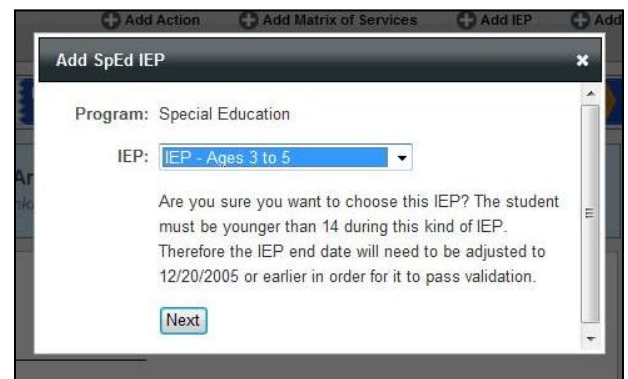 Add Action Add Matrix of Services Add IEP Add
Add SpEd IEP
Program: Special Education
IEP: IEP - Ages 3 to 5
Are you sure you want to choose this IEP? The student
must be younger than 14 during this kind of IEP.
Therefore the IEP end date will need to be adjusted to
12/20/2005 or earlier in order for it to pass validation.
Next